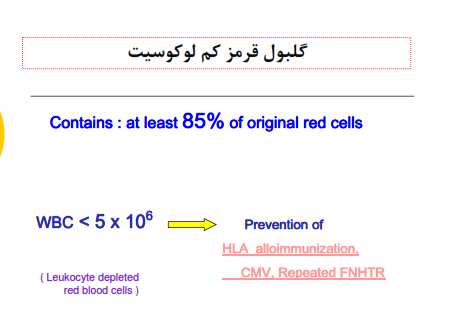 گلبول قرمز کم لوکوسیت
Contains : at least 85% of original red cells
WBC < 5 x 10⁶
Prevention of
HLA alloimmunization,
CMV, Repeated FNHTR
( Leukocyte depleted
red blood cells )